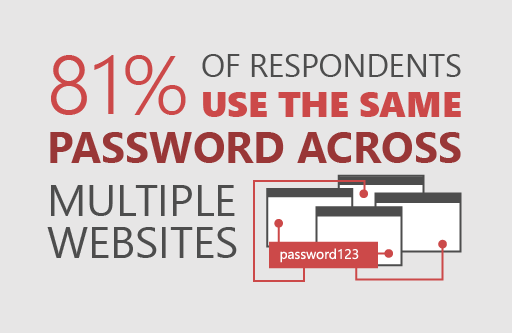 81% OF RESPONDENTS
USE THE SAME
PASSWORD ACROSS
MULTIPLE
WEBSITES
password123